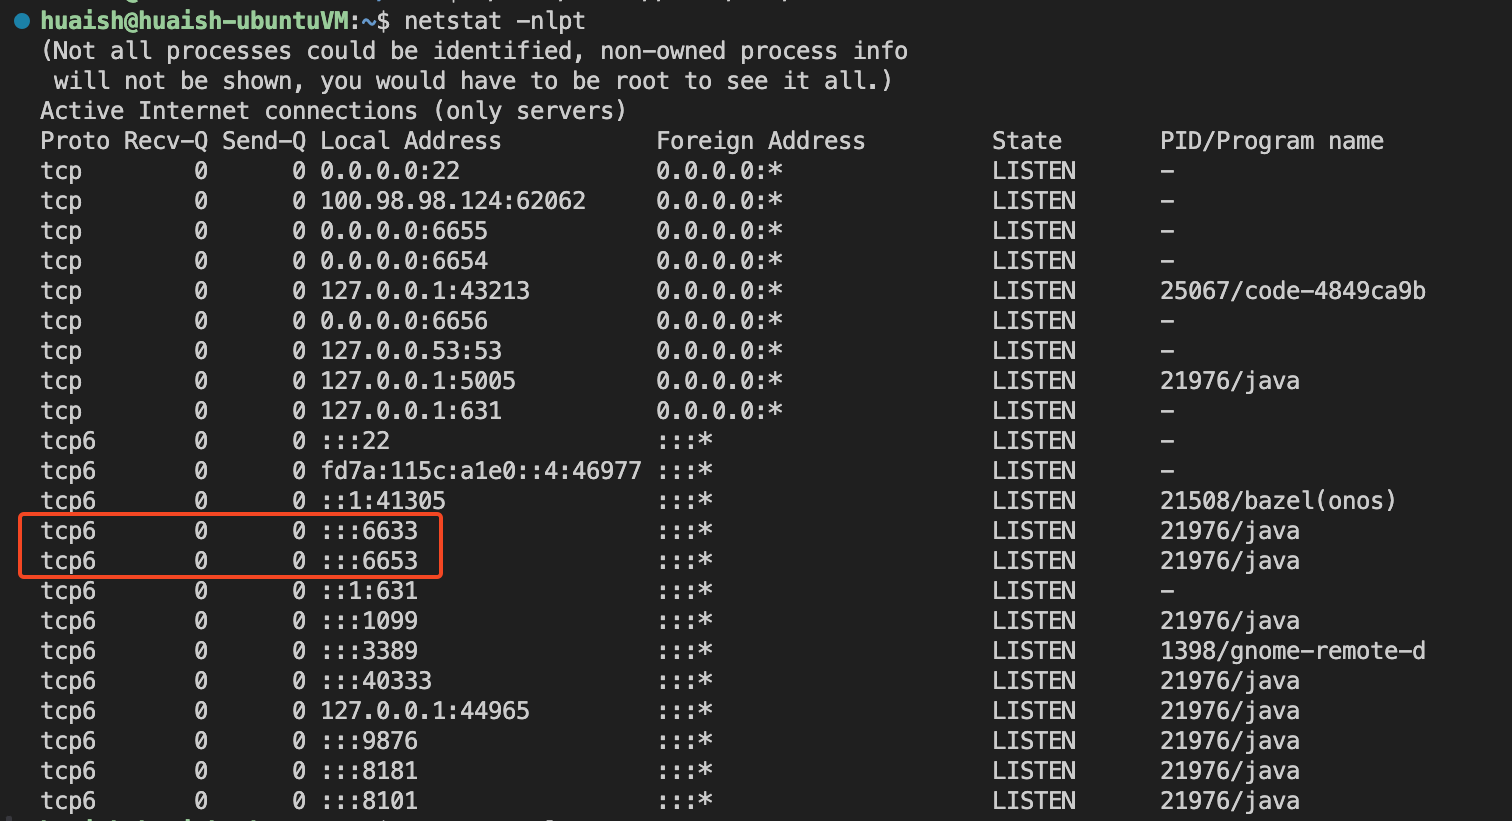 huaish@huaish-ubuntuVM:~$ netstat -nlpt
(Not all processes could be identified, non-owned process info
will not be shown, you would have to be root to see it all.)
Active Internet connections (only servers)
Proto Recv-Q Send-Q Local Address Foreign Address State PID/Program name
tcp 0 0 0.0.0.0:22 0.0.0.0:* LISTEN -
tcp 0 0 100.98.98.124:62062 0.0.0.0:* LISTEN -
tcp 0 0 0.0.0.0:6655 0.0.0.0:* LISTEN -
tcp 0 0 0.0.0.0:6654 0.0.0.0:* LISTEN -
tcp 0 0 127.0.0.1:43213 0.0.0.0:* LISTEN 25067/code-4849ca9b
tcp 0 0 0.0.0.0:6656 0.0.0.0:* LISTEN -
tcp 0 0 127.0.0.53:53 0.0.0.0:* LISTEN -
tcp 0 0 127.0.0.1:5005 0.0.0.0:* LISTEN 21976/java
tcp 0 0 127.0.0.1:631 0.0.0.0:* LISTEN -
tcp6 0 0 :::22 :::* LISTEN -
tcp6 0 0 fd7a:115c:a1e0::4:46977 :::* LISTEN -
tcp6 0 0 ::1:41305 :::* LISTEN 21508/bazel(onos)
tcp6 0 0 :::6633 :::* LISTEN 21976/java
tcp6 0 0 :::6653 :::* LISTEN 21976/java
tcp6 0 0 ::1:631 :::* LISTEN -
tcp6 0 0 :::1099 :::* LISTEN 21976/java
tcp6 0 0 :::3389 :::* LISTEN 1398/gnome-remote-d
tcp6 0 0 :::40333 :::* LISTEN 21976/java
tcp6 0 0 127.0.0.1:44965 :::* LISTEN 21976/java
tcp6 0 0 :::9876 :::* LISTEN 21976/java
tcp6 0 0 :::8181 :::* LISTEN 21976/java
tcp6 0 0 :::8101 :::* LISTEN 21976/java